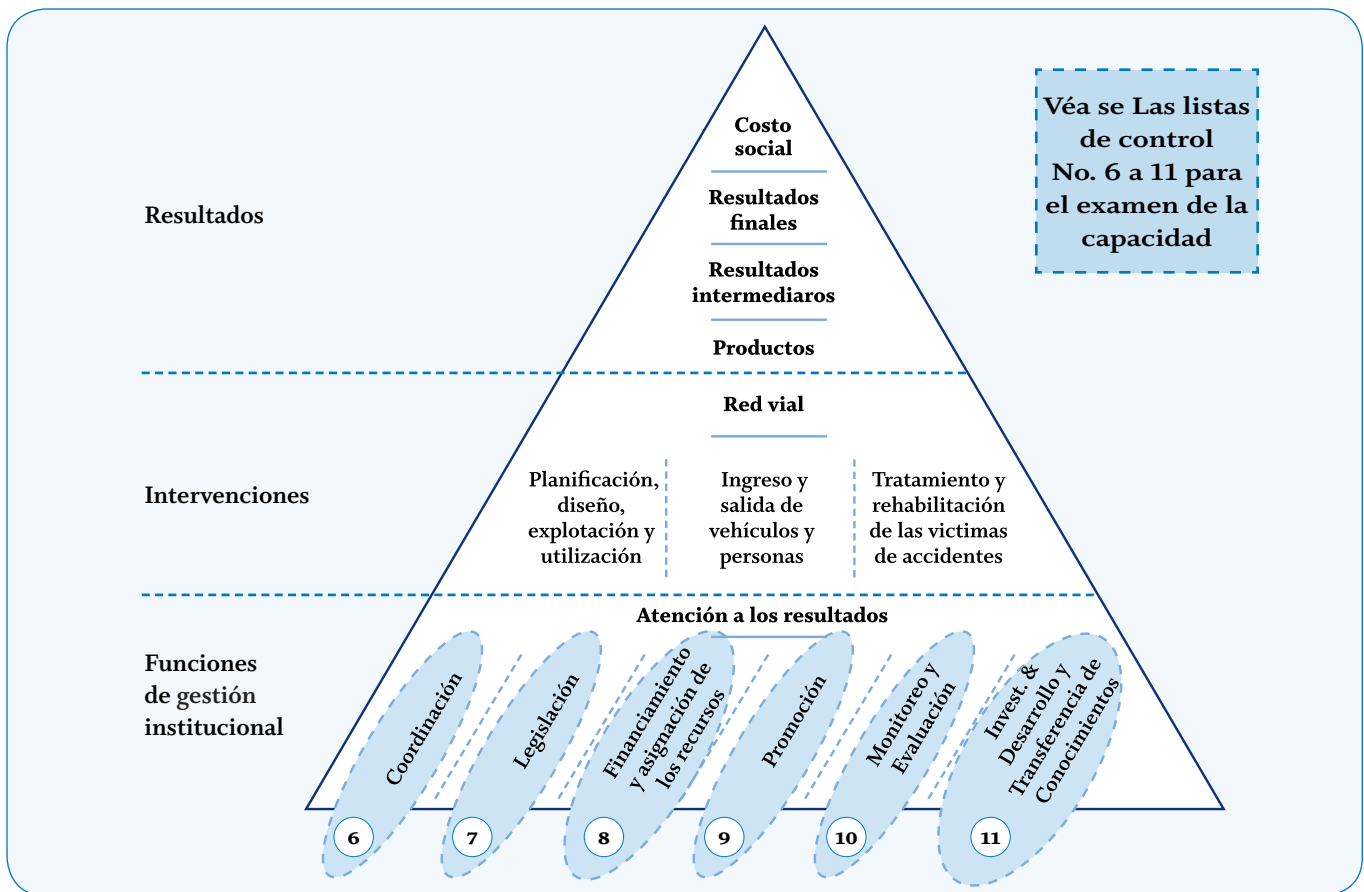 Costo
social
Resultados
finales
Resultados
intermediaros
Productos
Resultados
Véa se Las listas
de control
No. 6 a 11 para
el examen de la
capacidad
Red vial
Intervenciones
Planificación,
diseño,
explotación y
utilización
Ingreso y
salida de
vehículos y
personas
Tratamiento y
rehabilitación
de las victimas
de accidentes
Atención a los resultados
Funciones
de gestión
institucional
Coordinación
Legislación
Financiamiento
y asignación de
los recursos
Promoción
Monitoreo y
Evaluación
Invest. &
Desarrollo y
Transferencia de
Conocimientos
6
7
8
9
10
11